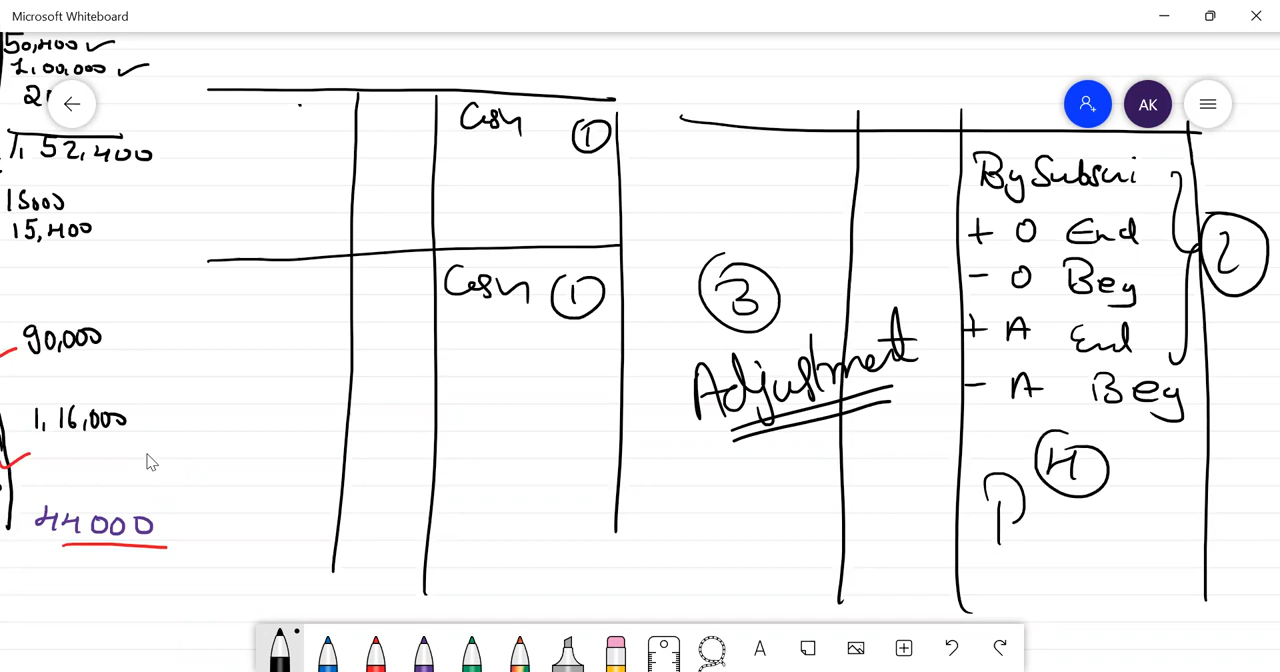 Microsoft Whiteboard
50,400 ✓
1,00,000 ✓
1,52,400
15000
15,400
90,000
1,16,000
44000
Cash ①
Cash ①
③
Adjustment
By Subscri
+ O End
- O Beg
+ A End
- A Beg
②
④
P
AK
A